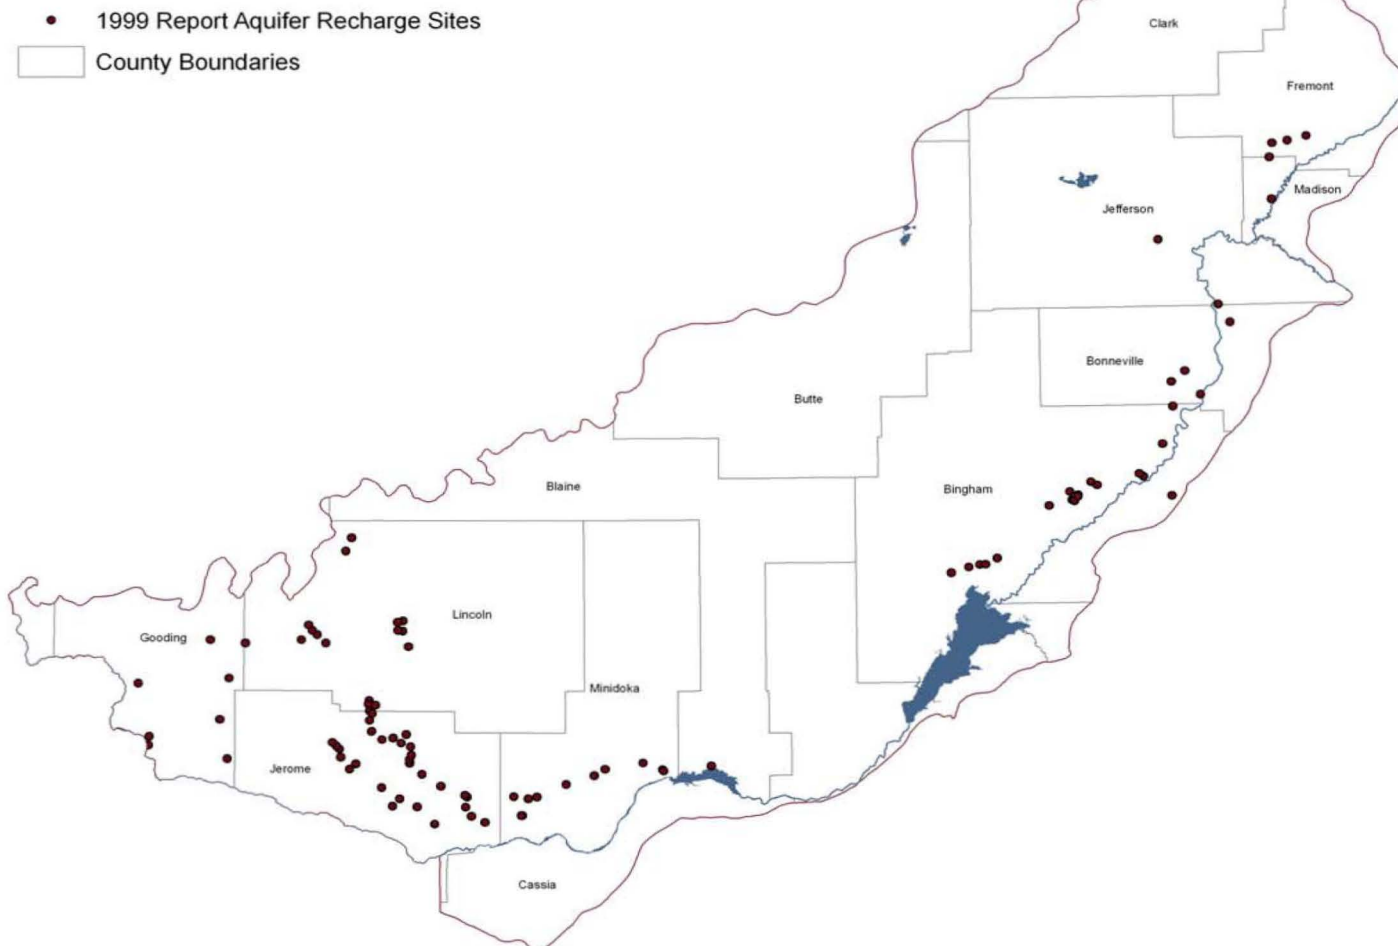 1999 Report Aquifer Recharge Sites
County Boundaries
Clark
Fremont
Madison
Jefferson
Bonneville
Butte
Blaine
Bingham
Lincoln
Gooding
Minidoka
Jerome
Cassia